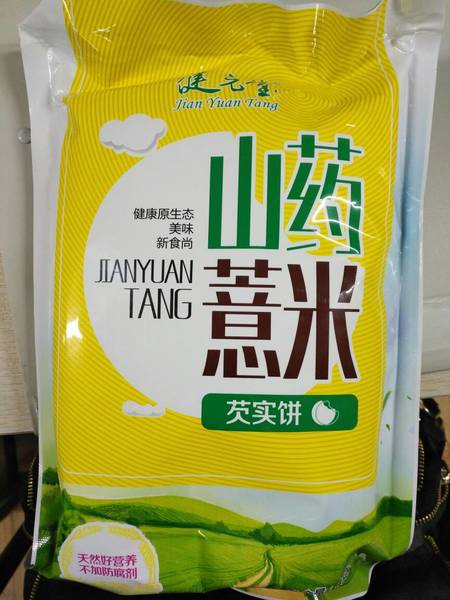 健元堂
Jian Yuan Tang
健康原生态
美味
新食尚
JIANYUAN
TANG
山药
薏米
芡实饼
天然好营养
不加防腐剂